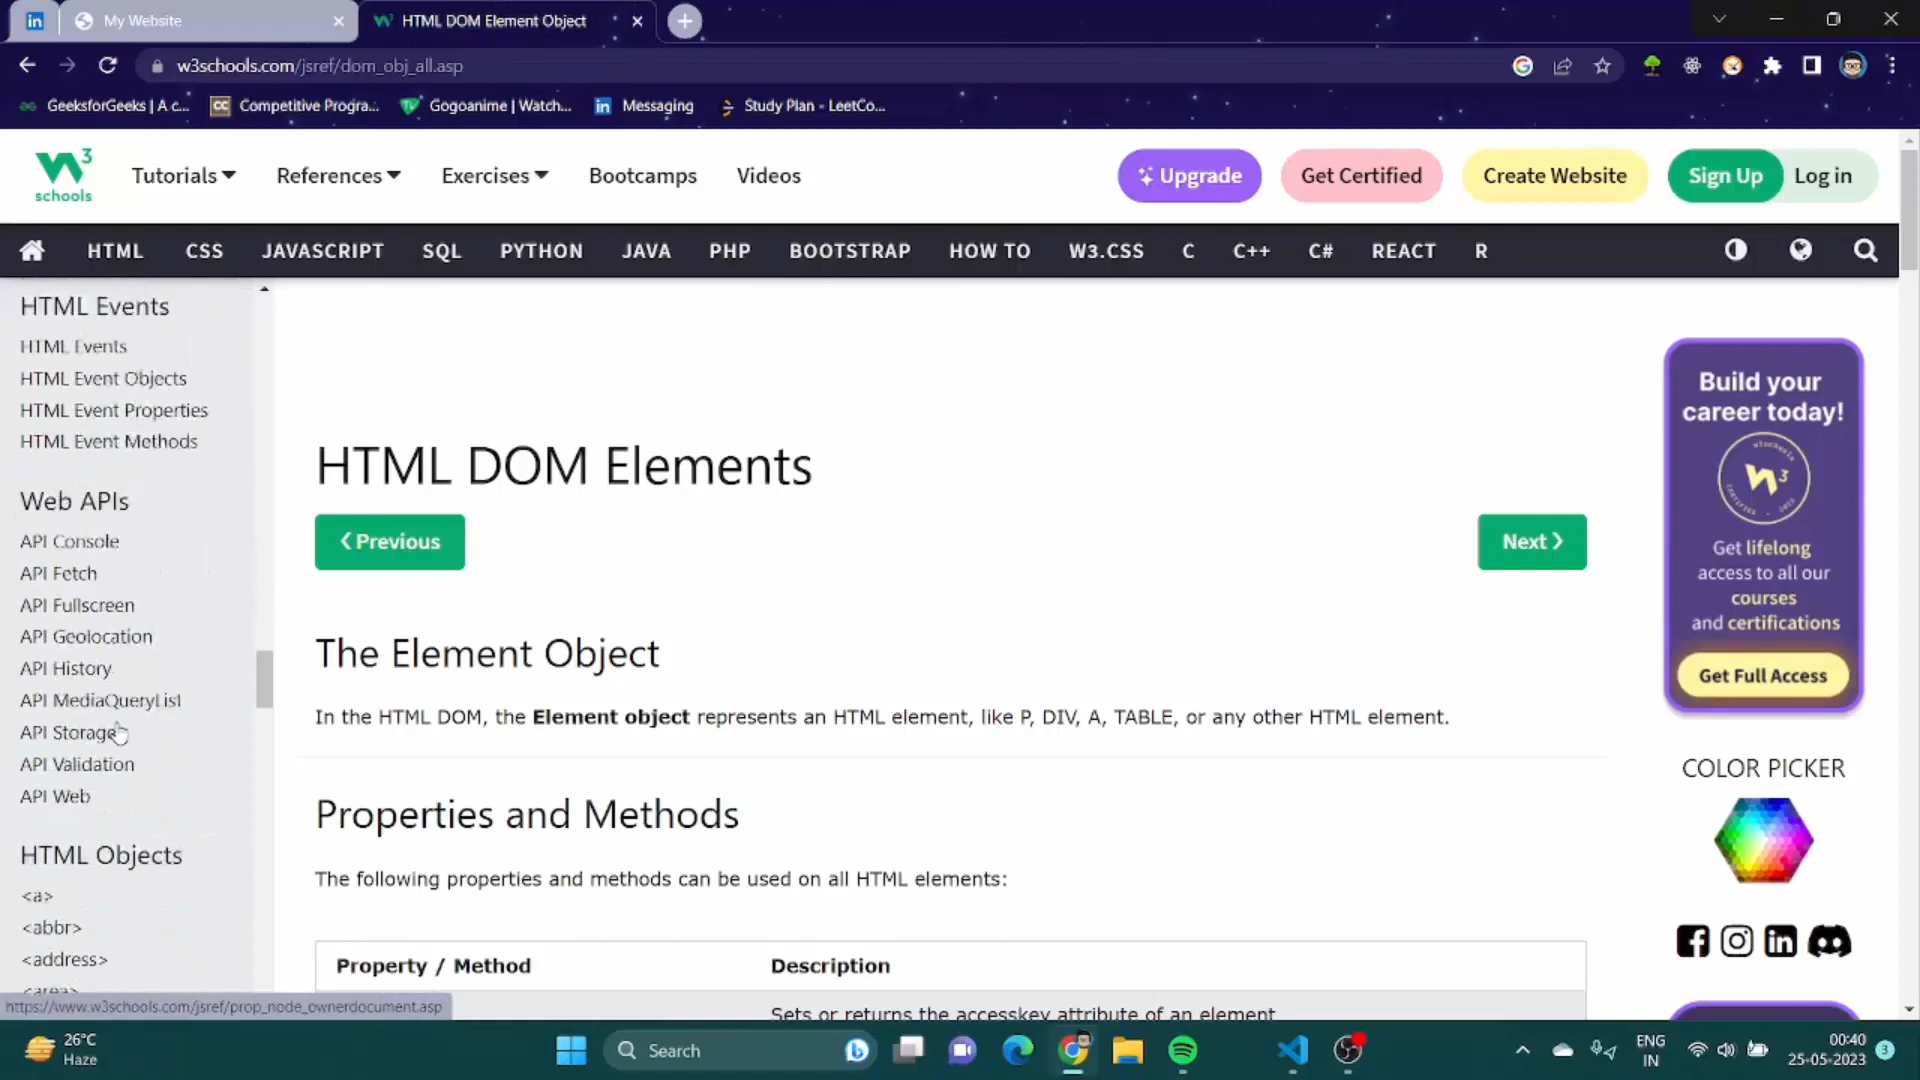 in
My Website
HTML DOM Element Object
w3schools.com/jsref/dom_obj_all.asp
GeeksforGeeks | A c...
CC
Competitive Progra...
Gogoanime | Watch...
in
Messaging
Study Plan - LeetCo...
W3 schools
Tutorials
References
Exercises
Bootcamps
Videos
Upgrade
Get Certified
Create Website
Sign Up
Log in
HTML
CSS
JAVASCRIPT
SQL
PYTHON
JAVA
PHP
BOOTSTRAP
HOW TO
W3.CSS
C
C++
C#
REACT
R
HTML Events
HTML Events
HTML Event Objects
HTML Event Properties
HTML Event Methods
Web APIs
API Console
API Fetch
API Fullscreen
API Geolocation
API History
API MediaQueryList
API Storage
API Validation
API Web
HTML Objects
<a>
<abbr>
<address>
<area>
https://www.w3schools.com/jsref/prop_node_ownerdocument.asp
HTML DOM Elements
❮ Previous
Next ❯
The Element Object
In the HTML DOM, the Element object represents an HTML element, like P, DIV, A, TABLE, or any other HTML element.
Properties and Methods
The following properties and methods can be used on all HTML elements:
Property / Method
Description
Sets or returns the accesskey attribute of an element
Build your
career today!
Get lifelong
access to all our
courses
and certifications
Get Full Access
COLOR PICKER
26°C
Haze
Search
ENG
IN
00:40
25-05-2023
3